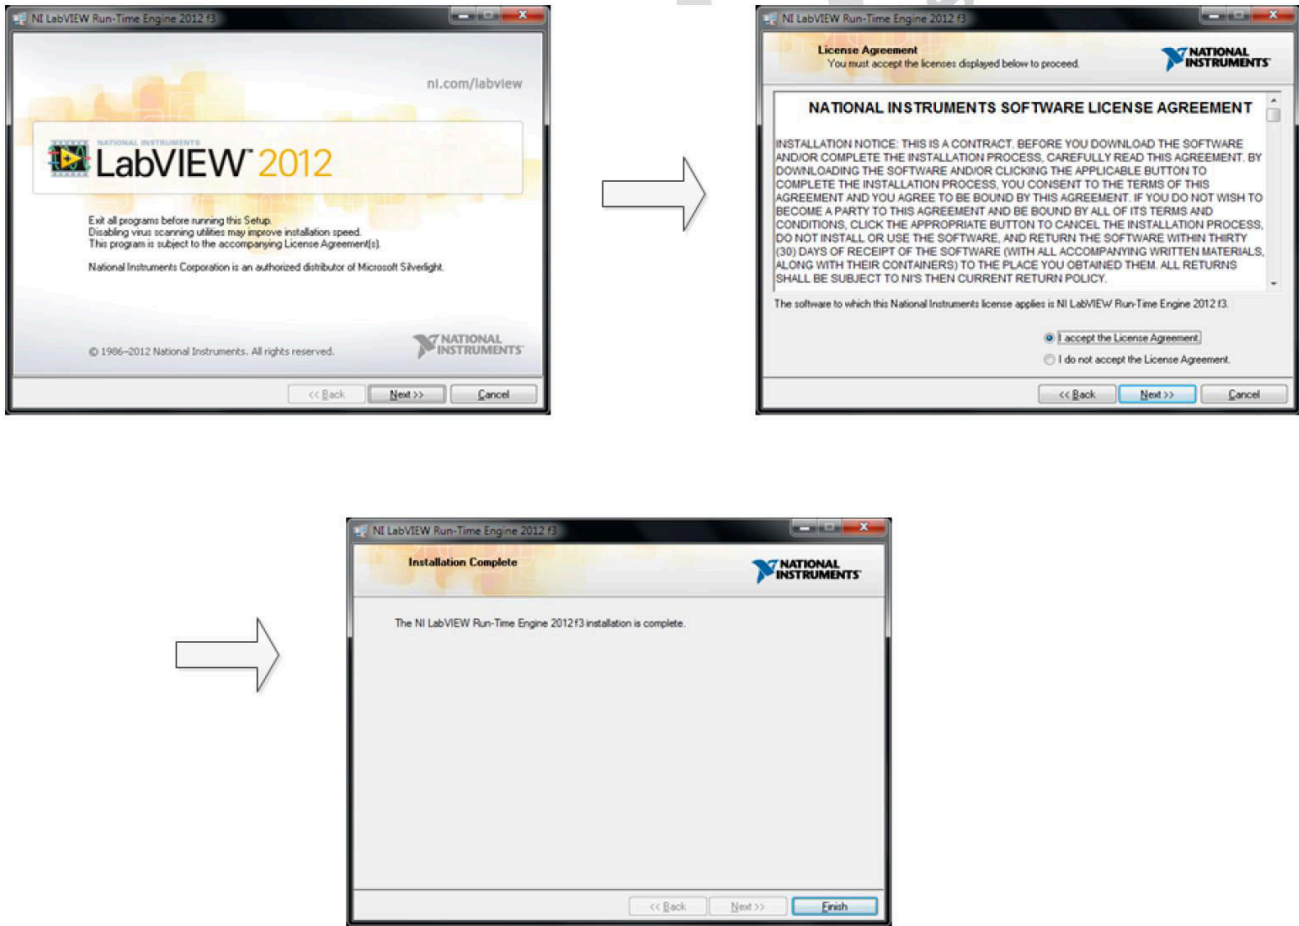 NI LabVIEW Run-Time Engine 2012 f3
ni.com/labview
NATIONAL INSTRUMENTS
LabVIEW™ 2012
Exit all programs before running this Setup.
Disabling virus scanning utilities may improve installation speed.
This program is subject to the accompanying License Agreement(s).
National Instruments Corporation is an authorized distributor of Microsoft Silverlight.
© 1986–2012 National Instruments. All rights reserved.
NATIONAL
INSTRUMENTS
<< Back Next >> Cancel
NI LabVIEW Run-Time Engine 2012 f3
License Agreement
You must accept the licenses displayed below to proceed.
NATIONAL
INSTRUMENTS
NATIONAL INSTRUMENTS SOFTWARE LICENSE AGREEMENT
INSTALLATION NOTICE: THIS IS A CONTRACT. BEFORE YOU DOWNLOAD THE SOFTWARE
AND/OR COMPLETE THE INSTALLATION PROCESS, CAREFULLY READ THIS AGREEMENT. BY
DOWNLOADING THE SOFTWARE AND/OR CLICKING THE APPLICABLE BUTTON TO
COMPLETE THE INSTALLATION PROCESS, YOU CONSENT TO THE TERMS OF THIS
AGREEMENT AND YOU AGREE TO BE BOUND BY THIS AGREEMENT. IF YOU DO NOT WISH TO
BECOME A PARTY TO THIS AGREEMENT AND BE BOUND BY ALL OF ITS TERMS AND
CONDITIONS, CLICK THE APPROPRIATE BUTTON TO CANCEL THE INSTALLATION PROCESS,
DO NOT INSTALL OR USE THE SOFTWARE, AND RETURN THE SOFTWARE WITHIN THIRTY
(30) DAYS OF RECEIPT OF THE SOFTWARE (WITH ALL ACCOMPANYING WRITTEN MATERIALS,
ALONG WITH THEIR CONTAINERS) TO THE PLACE YOU OBTAINED THEM. ALL RETURNS
SHALL BE SUBJECT TO NI'S THEN CURRENT RETURN POLICY.
The software to which this National Instruments license applies is NI LabVIEW Run-Time Engine 2012 f3.
I accept the License Agreement.
I do not accept the License Agreement.
<< Back Next >> Cancel
NI LabVIEW Run-Time Engine 2012 f3
Installation Complete
NATIONAL
INSTRUMENTS
The NI LabVIEW Run-Time Engine 2012 f3 installation is complete.
<< Back Next >> Finish